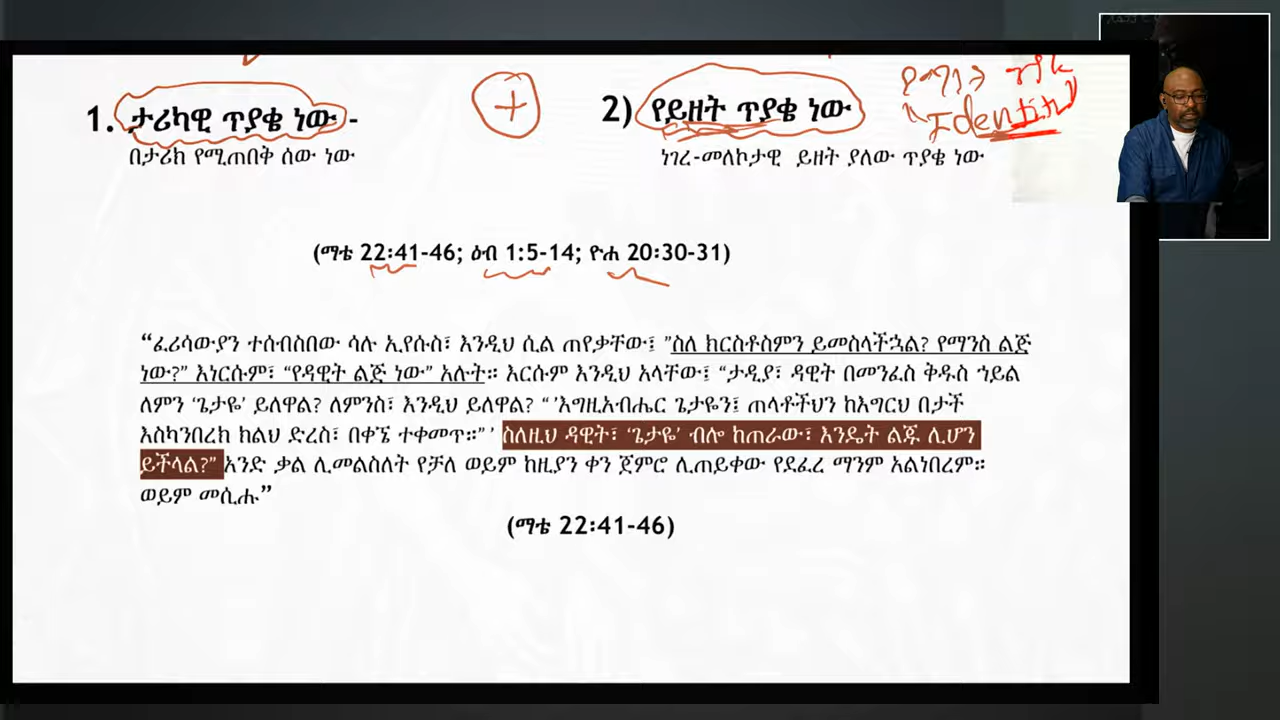 1. ታሪካዊ ጥያቄ ነው -
በታሪክ የሚጠበቅ ሰው ነው
+
2) የይዘት ጥያቄ ነው
ነገረ-መለኮታዊ ይዘት ያለው ጥያቄ ነው
Identity
(ማቴ 22፡41-46; ዕብ 1:5-14; ዮሐ 20፡30-31)
“ፈሪሳውያን ተሰብስበው ሳሉ ኢየሱስ፣ እንዲህ ሲል ጠየቃቸው፤ ”ስለ ክርስቶስምን ይመስላችኋል? የማንስ ልጅ
ነው?” እነርሱም፣ “የዳዊት ልጅ ነው” አሉት። እርሱም እንዲህ አላቸው፤ “ታዲያ፣ ዳዊት በመንፈስ ቅዱስ ኀይል
ለምን ‘ጌታዬ’ ይለዋል? ለምንስ፣ እንዲህ ይለዋል? “ ’እግዚአብሔር ጌታዬን፤ ጠላቶችህን ከእግርህ በታች
እስካንበረክ ክልህ ድረስ፣ በቀኜ ተቀመጥ።” ’ ስለዚህ ዳዊት፣ ‘ጌታዬ’ ብሎ ከጠራው፣ እንዴት ልጁ ሊሆን
ይችላል?” አንድ ቃል ሊመልስለት የቻለ ወይም ከዚያን ቀን ጀምሮ ሊጠይቀው የደፈረ ማንም አልነበረም።
ወይም መሲሑ”
(ማቴ 22፡41-46)